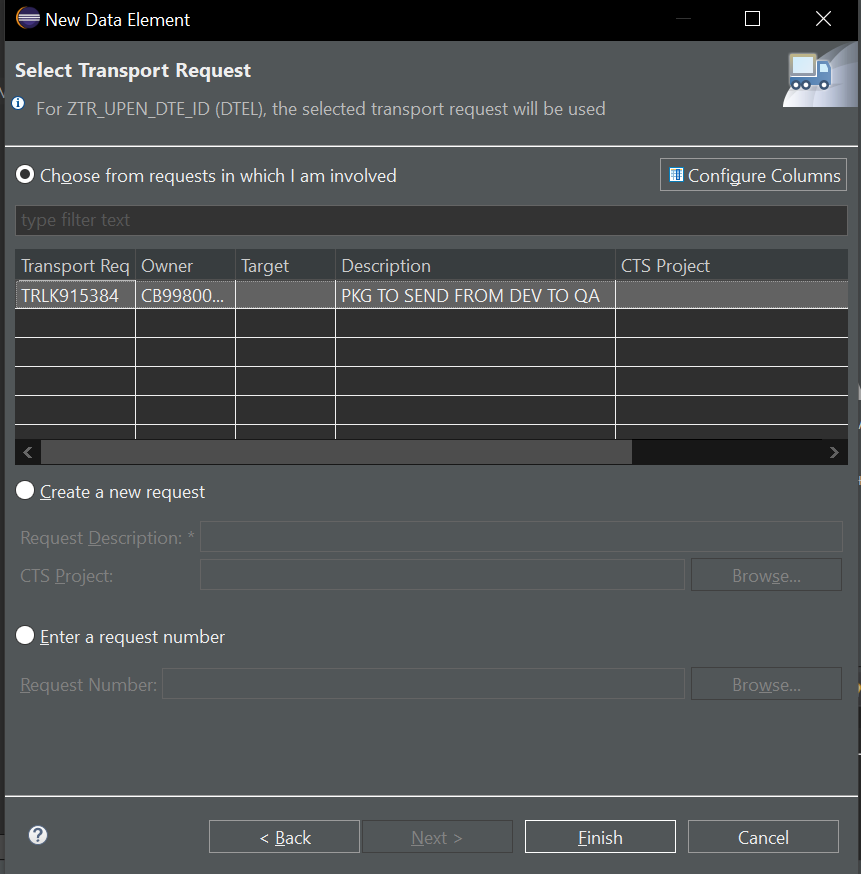 New Data Element
Select Transport Request
For ZTR_UPEN_DTE_ID (DTEL), the selected transport request will be used
Choose from requests in which I am involved
Configure Columns
type filter text
Transport Req Owner Target Description CTS Project
TRLK915384 CB99800... PKG TO SEND FROM DEV TO QA
Create a new request
Request Description: *
CTS Project: Browse...
Enter a request number
Request Number: Browse...
< Back Next > Finish Cancel